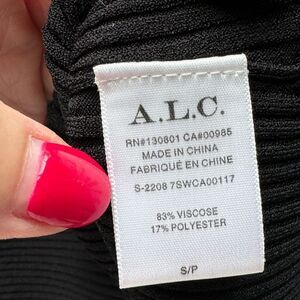 A.L.C.
RN#130801 CA#00985
MADE IN CHINA
FABRIQUÉ EN CHINE
S-2208 7SWCA00117
83% VISCOSE
17% POLYESTER
S/P